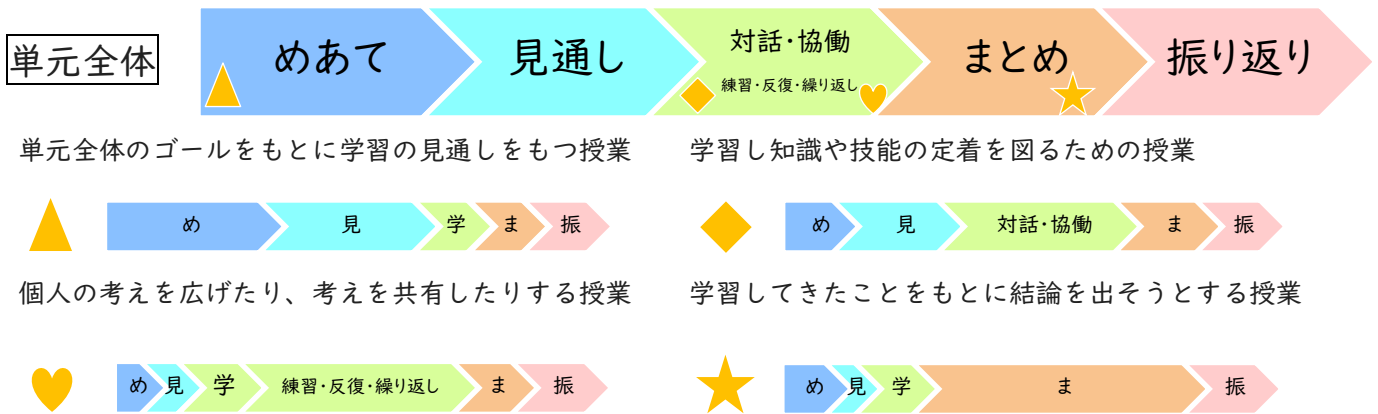 単元全体
めあて
見通し
対話・協働
練習・反復・繰り返し
まとめ
振り返り
単元全体のゴールをもとに学習の見通しをもつ授業
め
見
学
ま
振
学習し知識や技能の定着を図るための授業
め
見
対話・協働
ま
振
個人の考えを広げたり、考えを共有したりする授業
め
見
学
練習・反復・繰り返し
ま
振
学習してきたことをもとに結論を出そうとする授業
め
見
学
ま
振